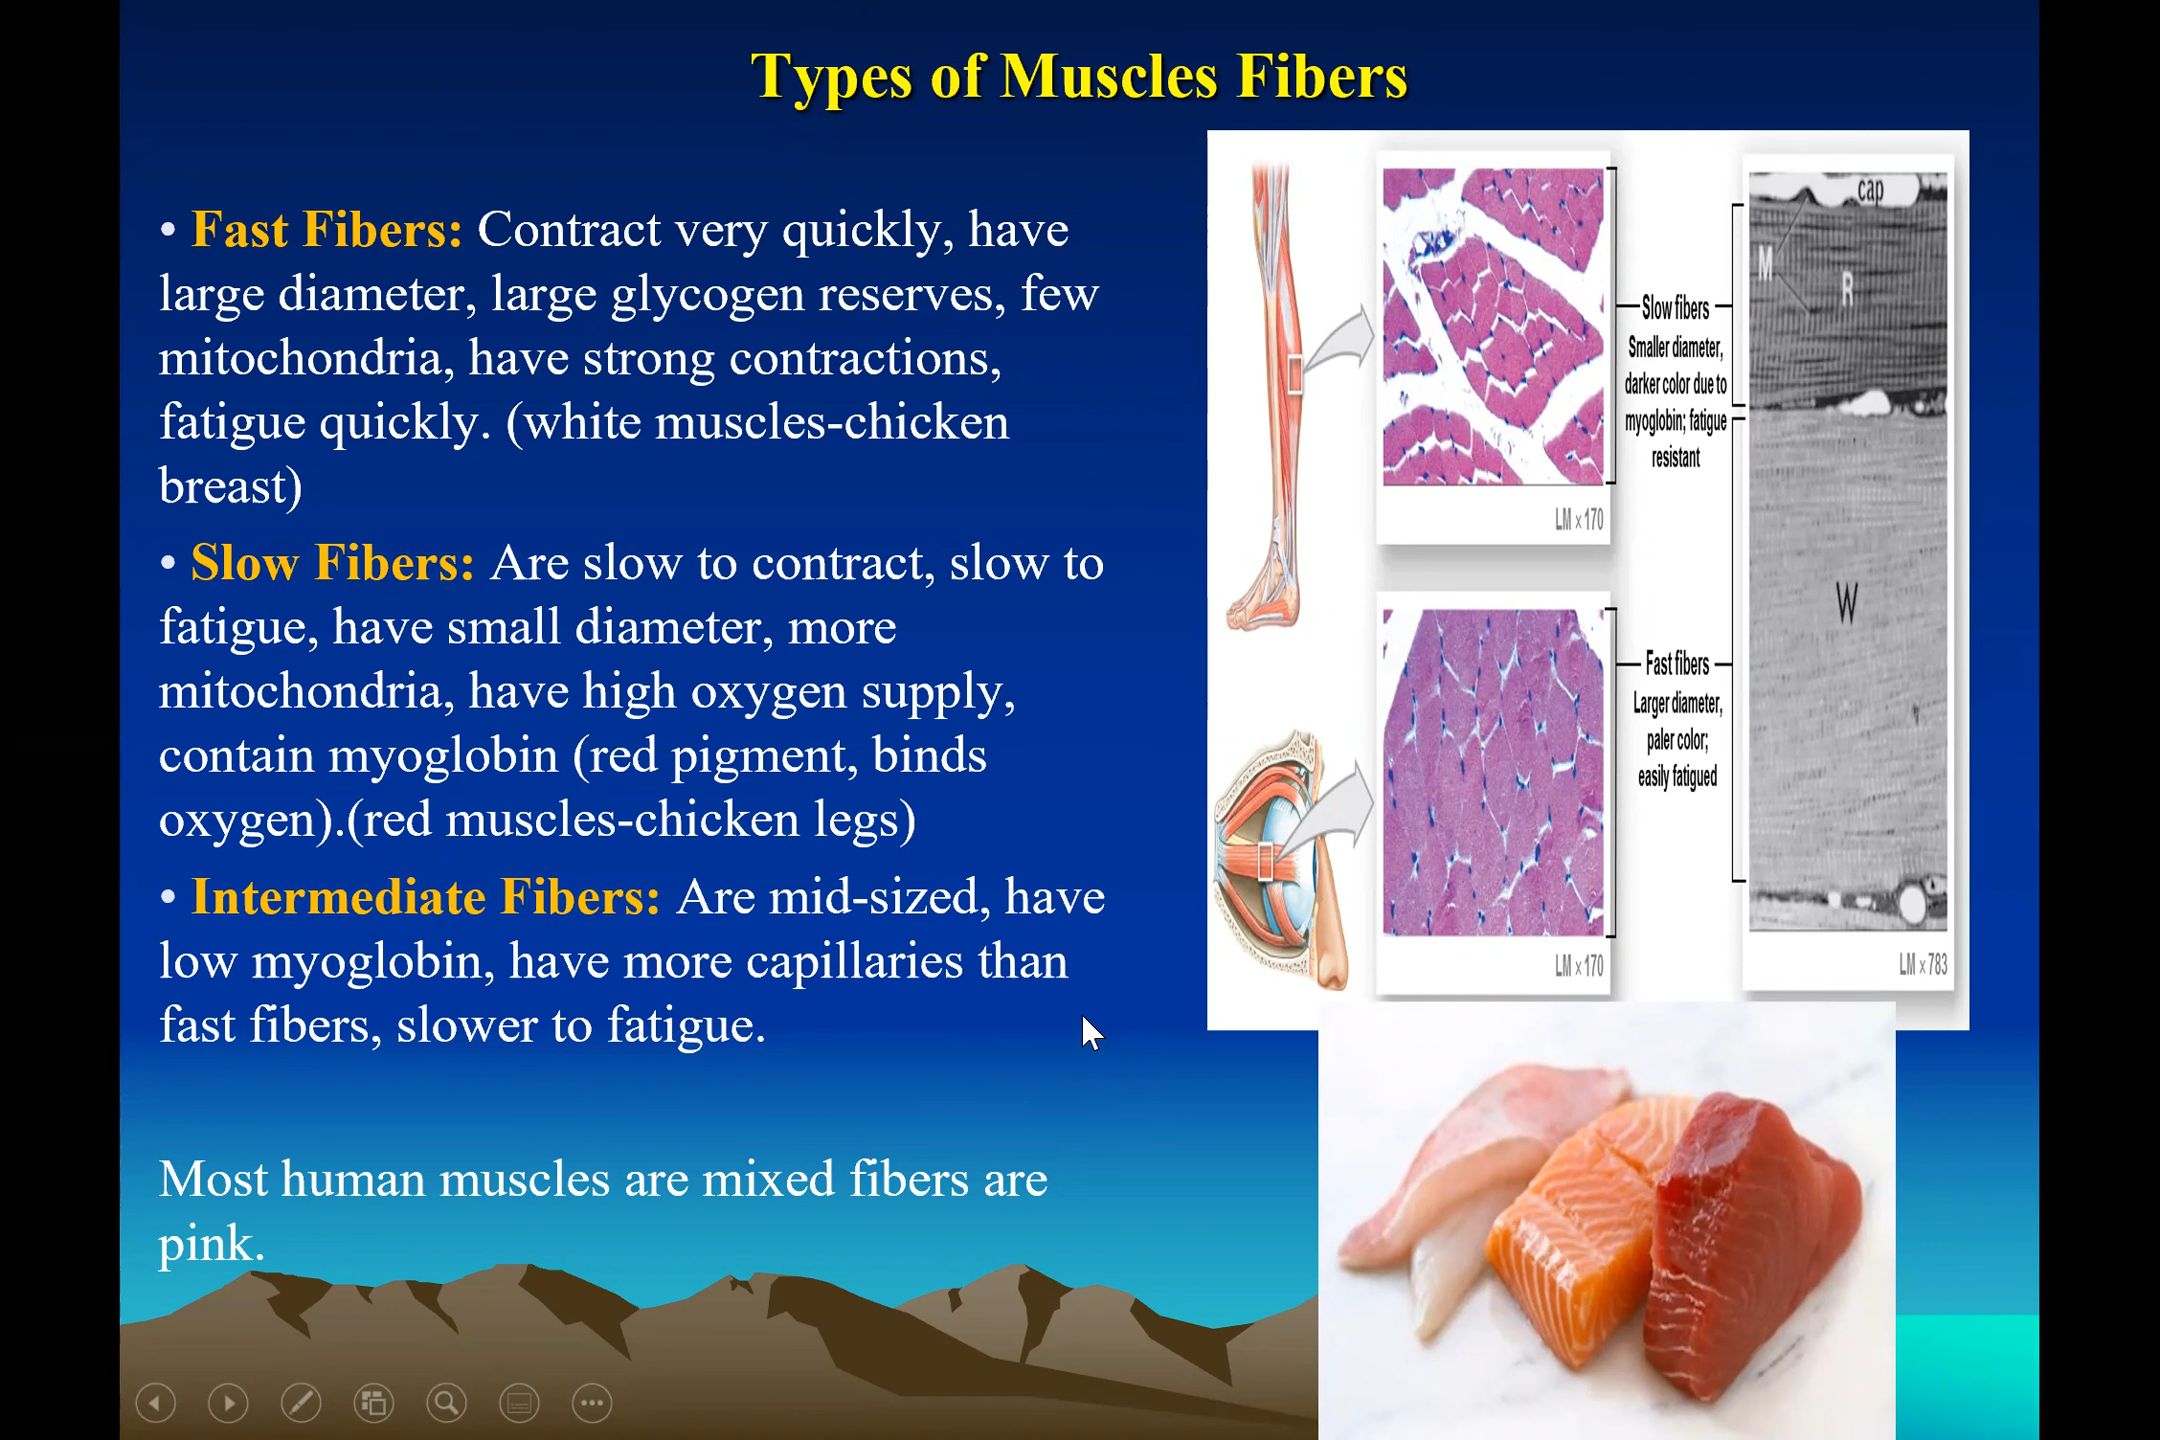 Types of Muscles Fibers
• Fast Fibers: Contract very quickly, have
large diameter, large glycogen reserves, few
mitochondria, have strong contractions,
fatigue quickly. (white muscles-chicken
breast)
• Slow Fibers: Are slow to contract, slow to
fatigue, have small diameter, more
mitochondria, have high oxygen supply,
contain myoglobin (red pigment, binds
oxygen).(red muscles-chicken legs)
• Intermediate Fibers: Are mid-sized, have
low myoglobin, have more capillaries than
fast fibers, slower to fatigue.
Most human muscles are mixed fibers are
pink.
LM x 170
Slow fibers
Smaller diameter,
darker color due to
myoglobin; fatigue
resistant
cap
M
R
W
Fast fibers
Larger diameter,
paler color;
easily fatigued
LM x 170
LM x 783